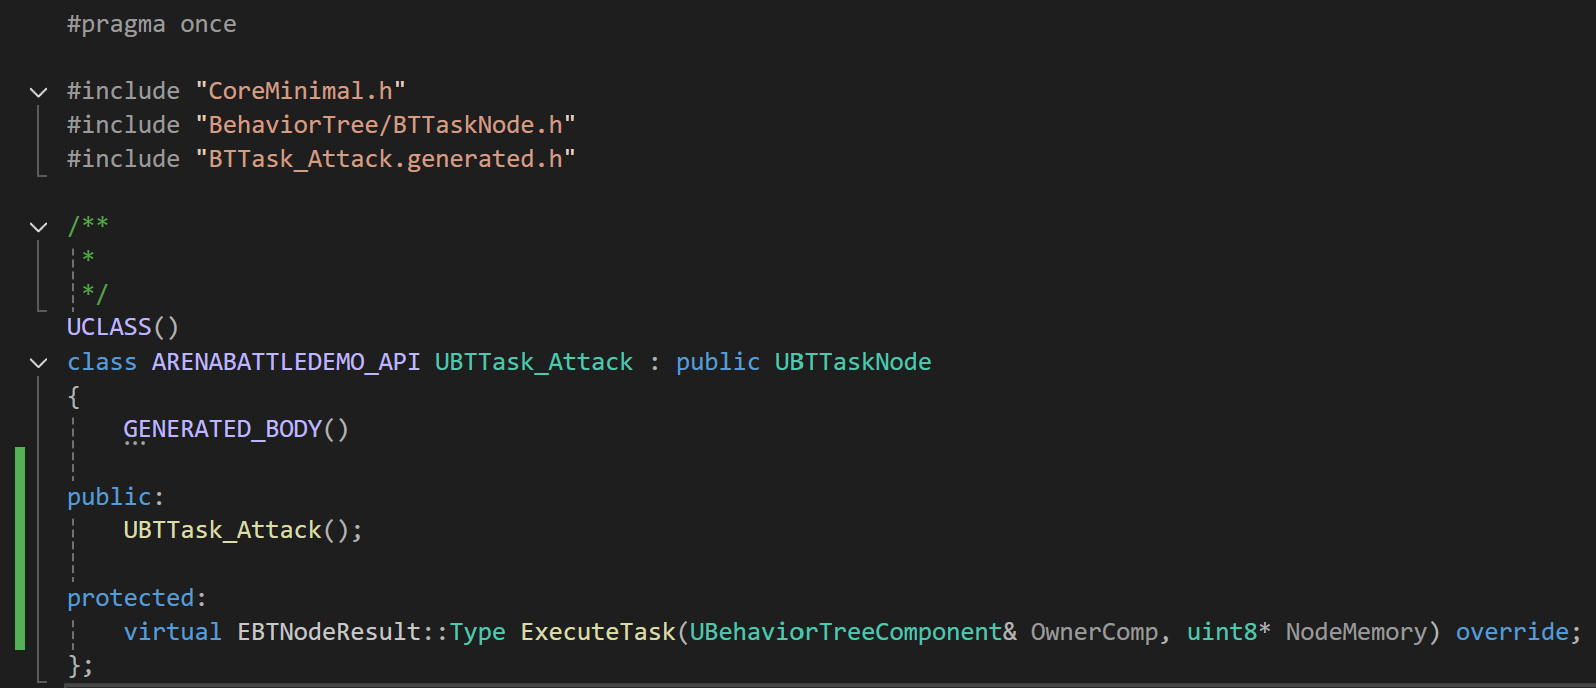 #pragma once
#include "CoreMinimal.h"
#include "BehaviorTree/BTTaskNode.h"
#include "BTTask_Attack.generated.h"
/**
 *
 */
UCLASS()
class ARENABATTLEDEMO_API UBTTask_Attack : public UBTTaskNode
{
    GENERATED_BODY()
public:
    UBTTask_Attack();
protected:
    virtual EBTNodeResult::Type ExecuteTask(UBehaviorTreeComponent& OwnerComp, uint8* NodeMemory) override;
};